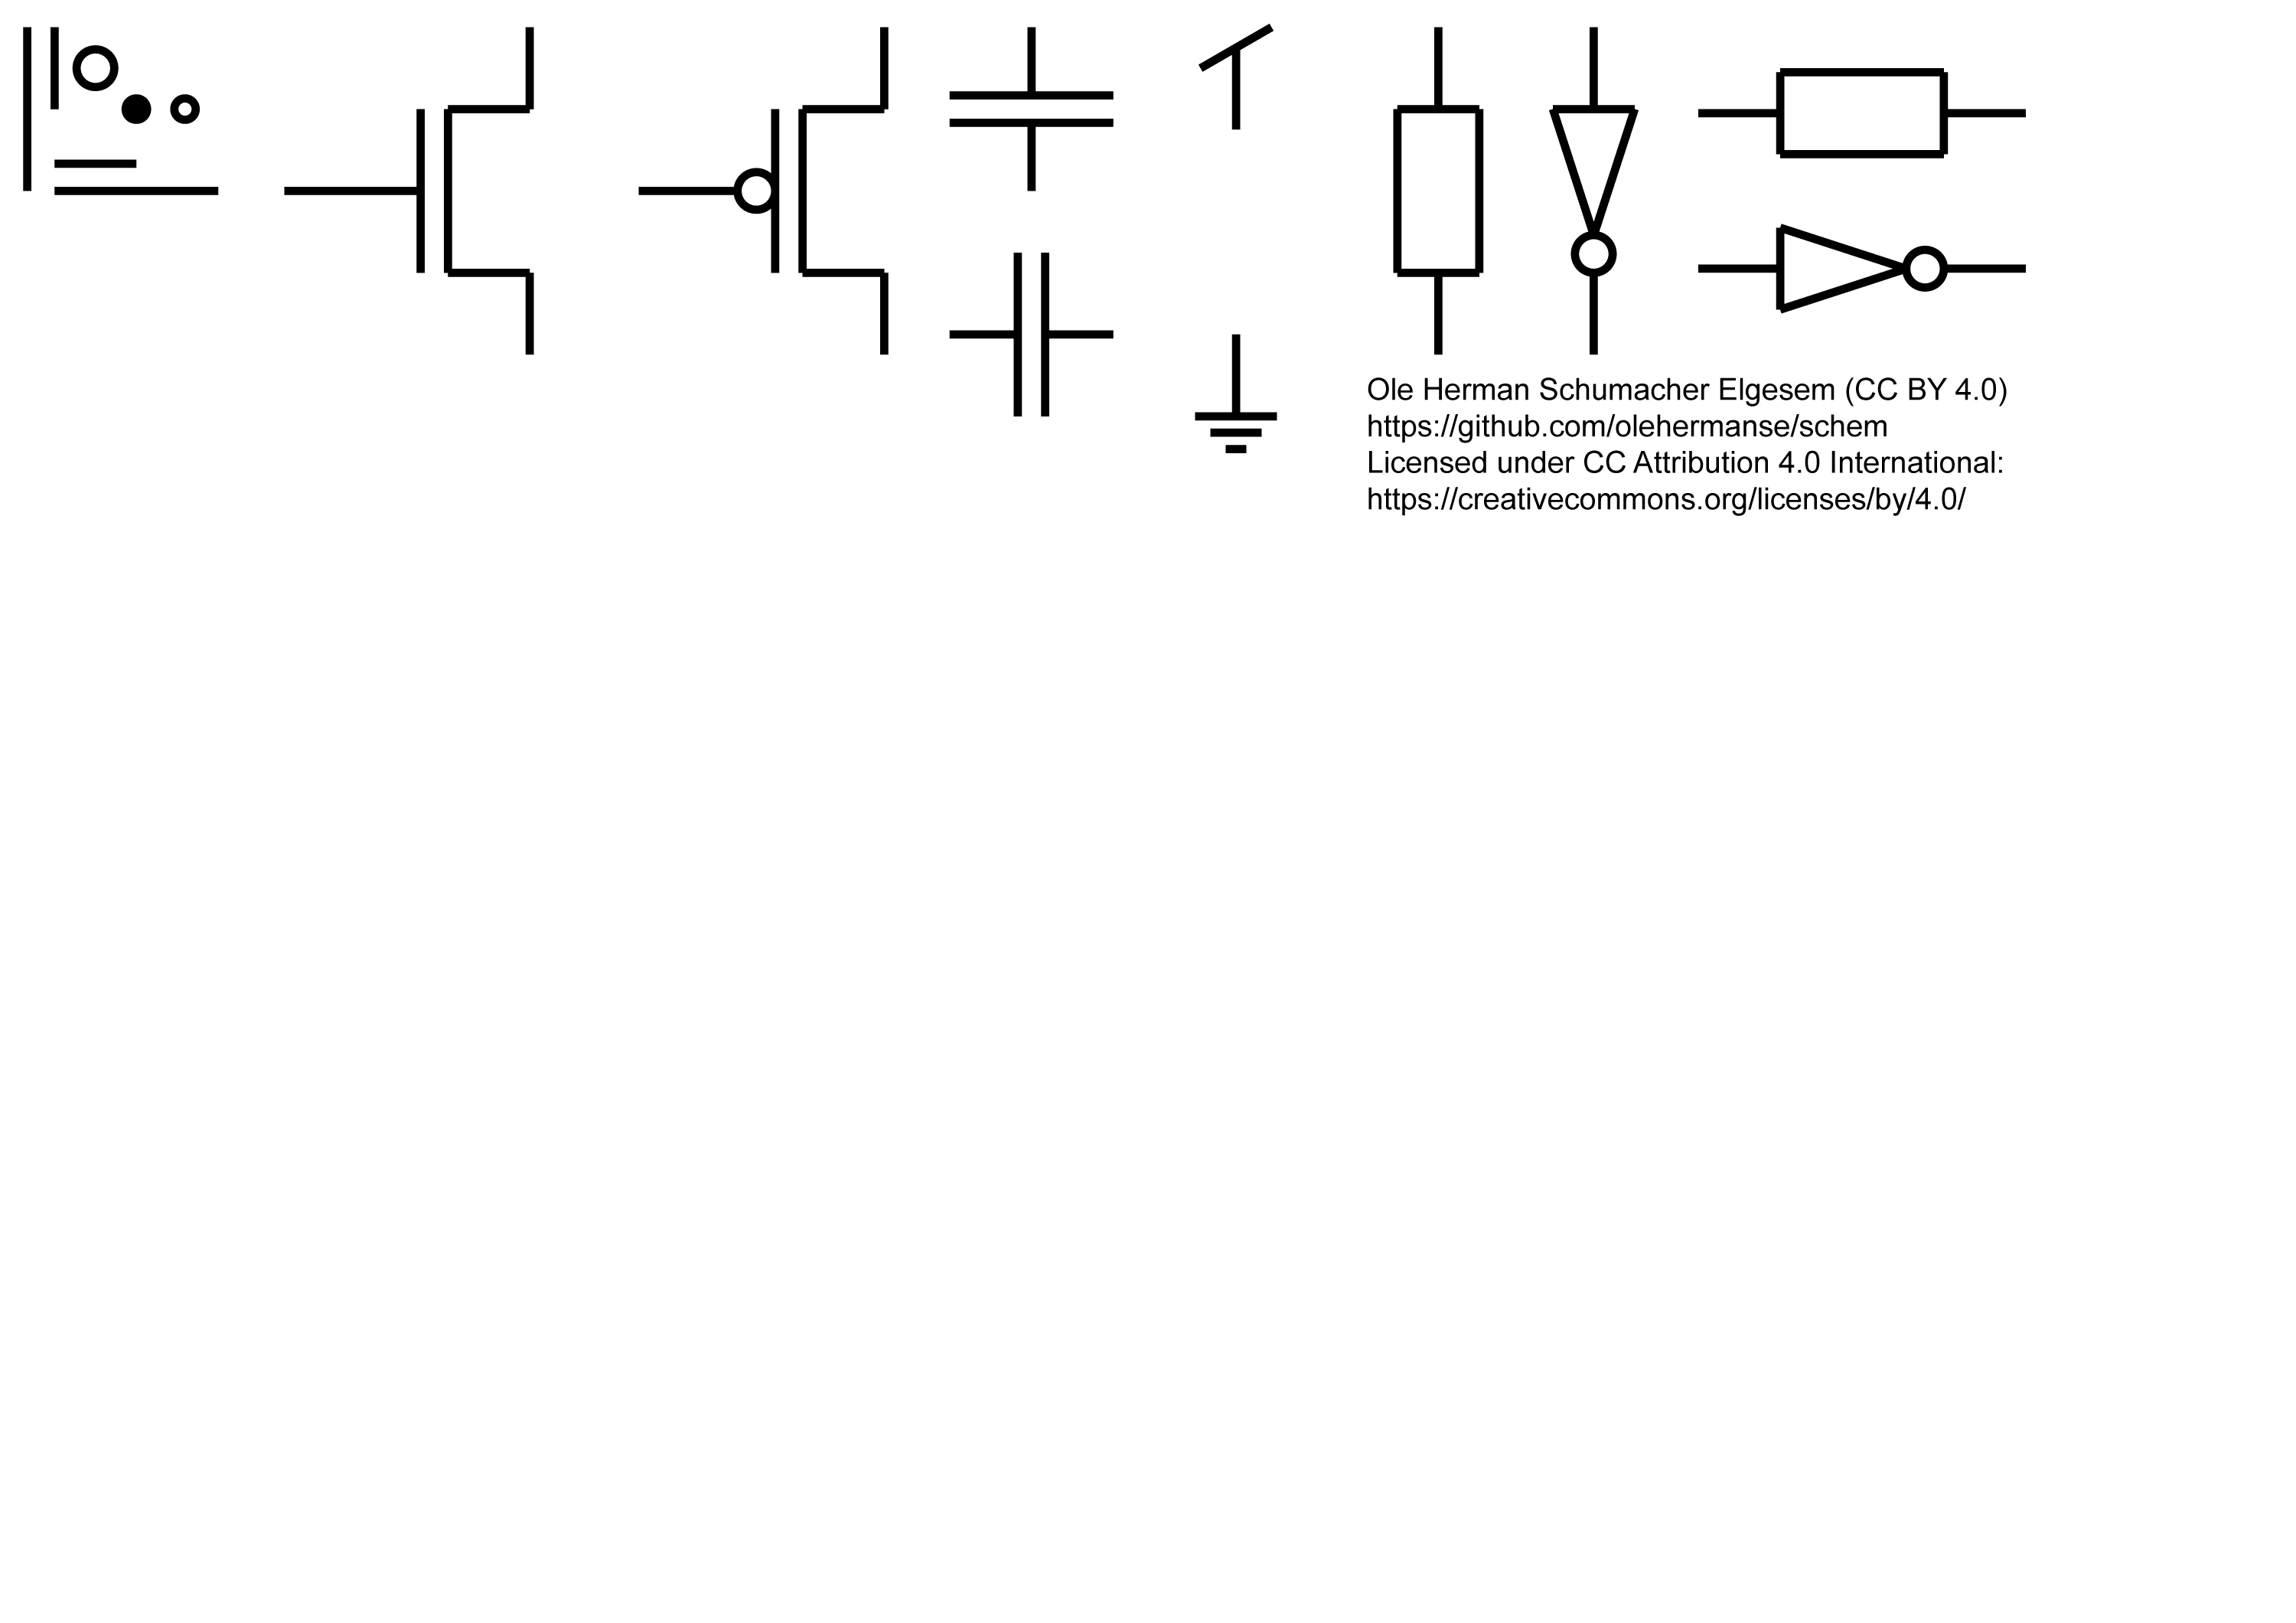 Ole Herman Schumacher Elgesem (CC BY 4.0)
https://github.com/olehermanse/schem
Licensed under CC Attribution 4.0 International:
https://creativecommons.org/licenses/by/4.0/